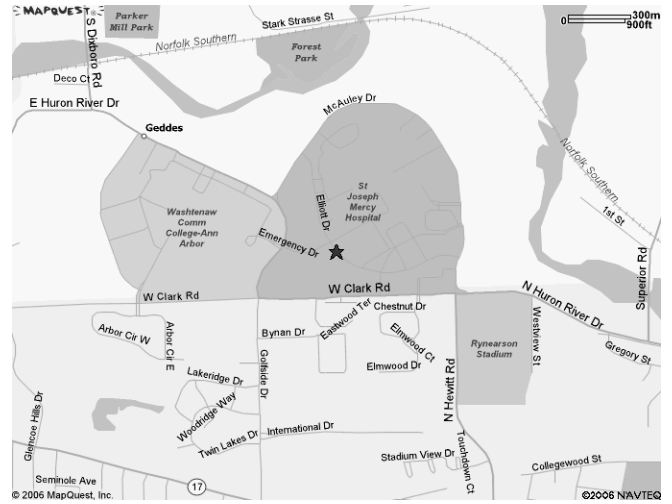 MAPQUEST
Parker
Mill Park
S Dixboro Rd
Stark Strasse St
300m
0
900ft
Norfolk Southern
Forest
Park
Deco Ct
E Huron River Dr
McAuley Dr
Geddes
Norfolk Southern
St
Joseph
Mercy
Hospital
Elliott Dr
Washtenaw
Comm
College-Ann
Arbor
1st St
Emergency Dr
Superior Rd
W Clark Rd
W Clark Rd
N Huron River Dr
Chestnut Dr
Eastwood Ter
Arbor Cir W
Arbor Cir E
Bynan Dr
Elmwood Ct
Rynearson
Stadium
Westview St
Gregory St
Golfside Dr
Elmwood Dr
Lakeridge Dr
N Hewitt Rd
Woodridge Way
Glencoe Hills Dr
International Dr
Twin Lakes Dr
Touchdown Ct
Stadium View Dr
Collegewood St
Seminole Ave
17
© 2006 MapQuest, Inc.
©2006 NAVTEQ